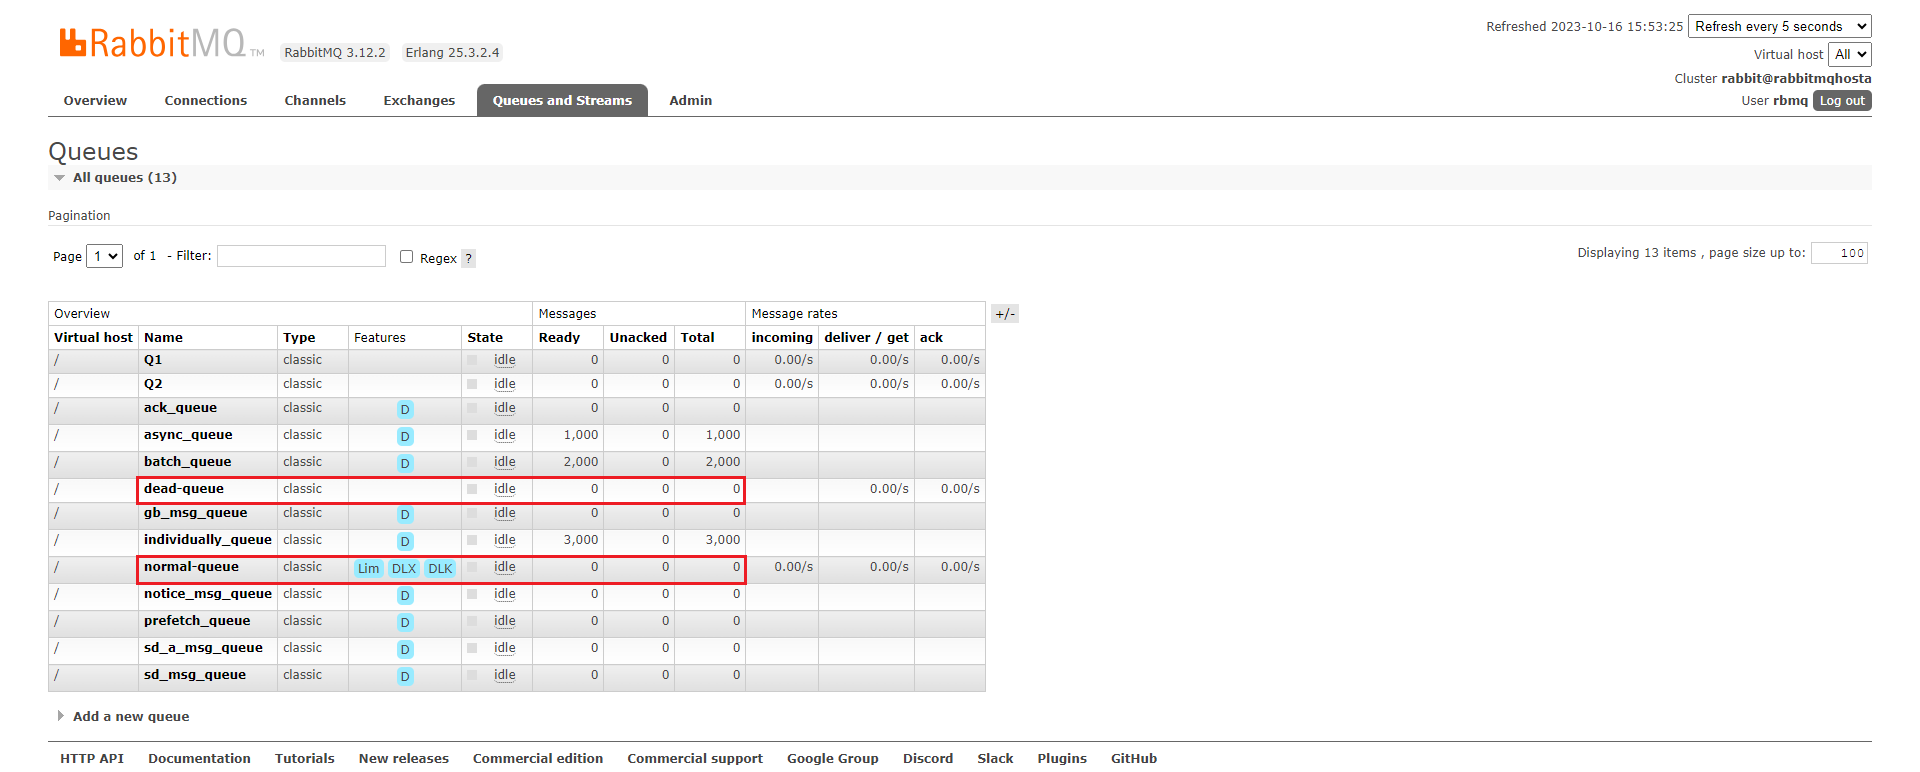 RabbitMQ TM RabbitMQ 3.12.2 Erlang 25.3.2.4
Refreshed 2023-10-16 15:53:25 Refresh every 5 seconds
Virtual host All
Cluster rabbit@rabbitmqhosta
User rbmq Log out
Overview Connections Channels Exchanges Queues and Streams Admin
Queues
All queues (13)
Pagination
Page 1 of 1 - Filter: Regex ? Displaying 13 items , page size up to: 100
Overview Messages Message rates +/-
Virtual host Name Type Features State Ready Unacked Total incoming deliver / get ack
/ Q1 classic idle 0 0 0 0.00/s 0.00/s 0.00/s
/ Q2 classic idle 0 0 0 0.00/s 0.00/s 0.00/s
/ ack_queue classic D idle 0 0 0
/ async_queue classic D idle 1,000 0 1,000
/ batch_queue classic D idle 2,000 0 2,000
/ dead-queue classic idle 0 0 0 0.00/s 0.00/s
/ gb_msg_queue classic D idle 0 0 0
/ individually_queue classic D idle 3,000 0 3,000
/ normal-queue classic Lim DLX DLK idle 0 0 0 0.00/s 0.00/s 0.00/s
/ notice_msg_queue classic D idle 0 0 0
/ prefetch_queue classic D idle 0 0 0
/ sd_a_msg_queue classic D idle 0 0 0
/ sd_msg_queue classic D idle 0 0 0
Add a new queue
HTTP API Documentation Tutorials New releases Commercial edition Commercial support Google Group Discord Slack Plugins GitHub